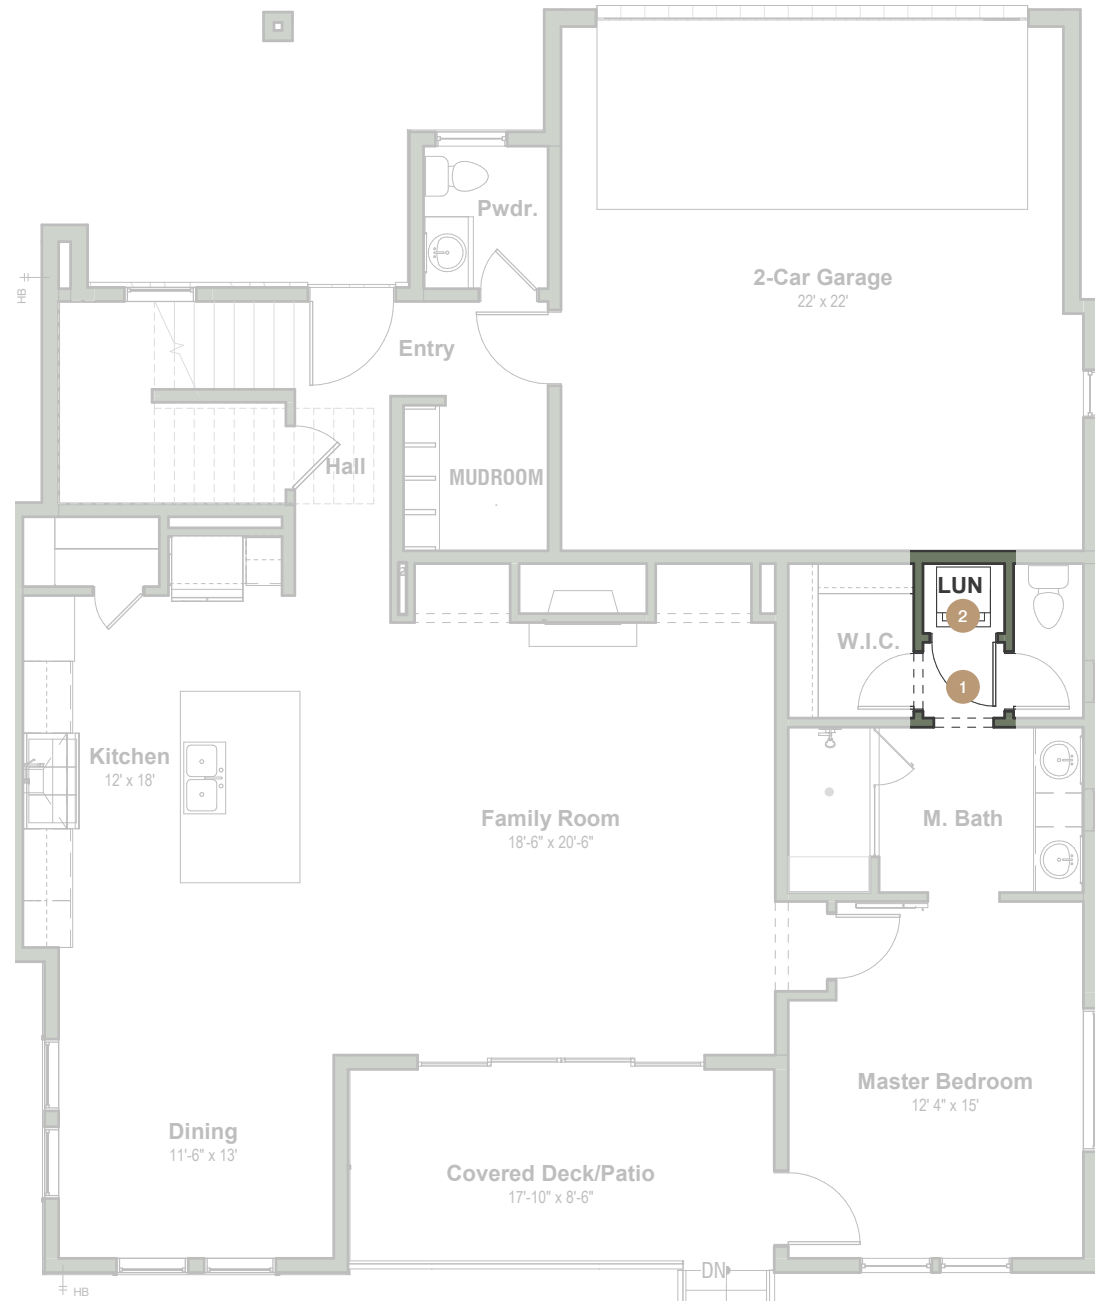 Pwdr.
2-Car Garage
22' x 22'
HB
Entry
Hall
MUDROOM
LUN
2
W.I.C.
1
Kitchen
12' x 18'
Family Room
18'-6" x 20'-6"
M. Bath
Master Bedroom
12' 4" x 15'
Dining
11'-6" x 13'
Covered Deck/Patio
17'-10" x 8'-6"
DN
HB